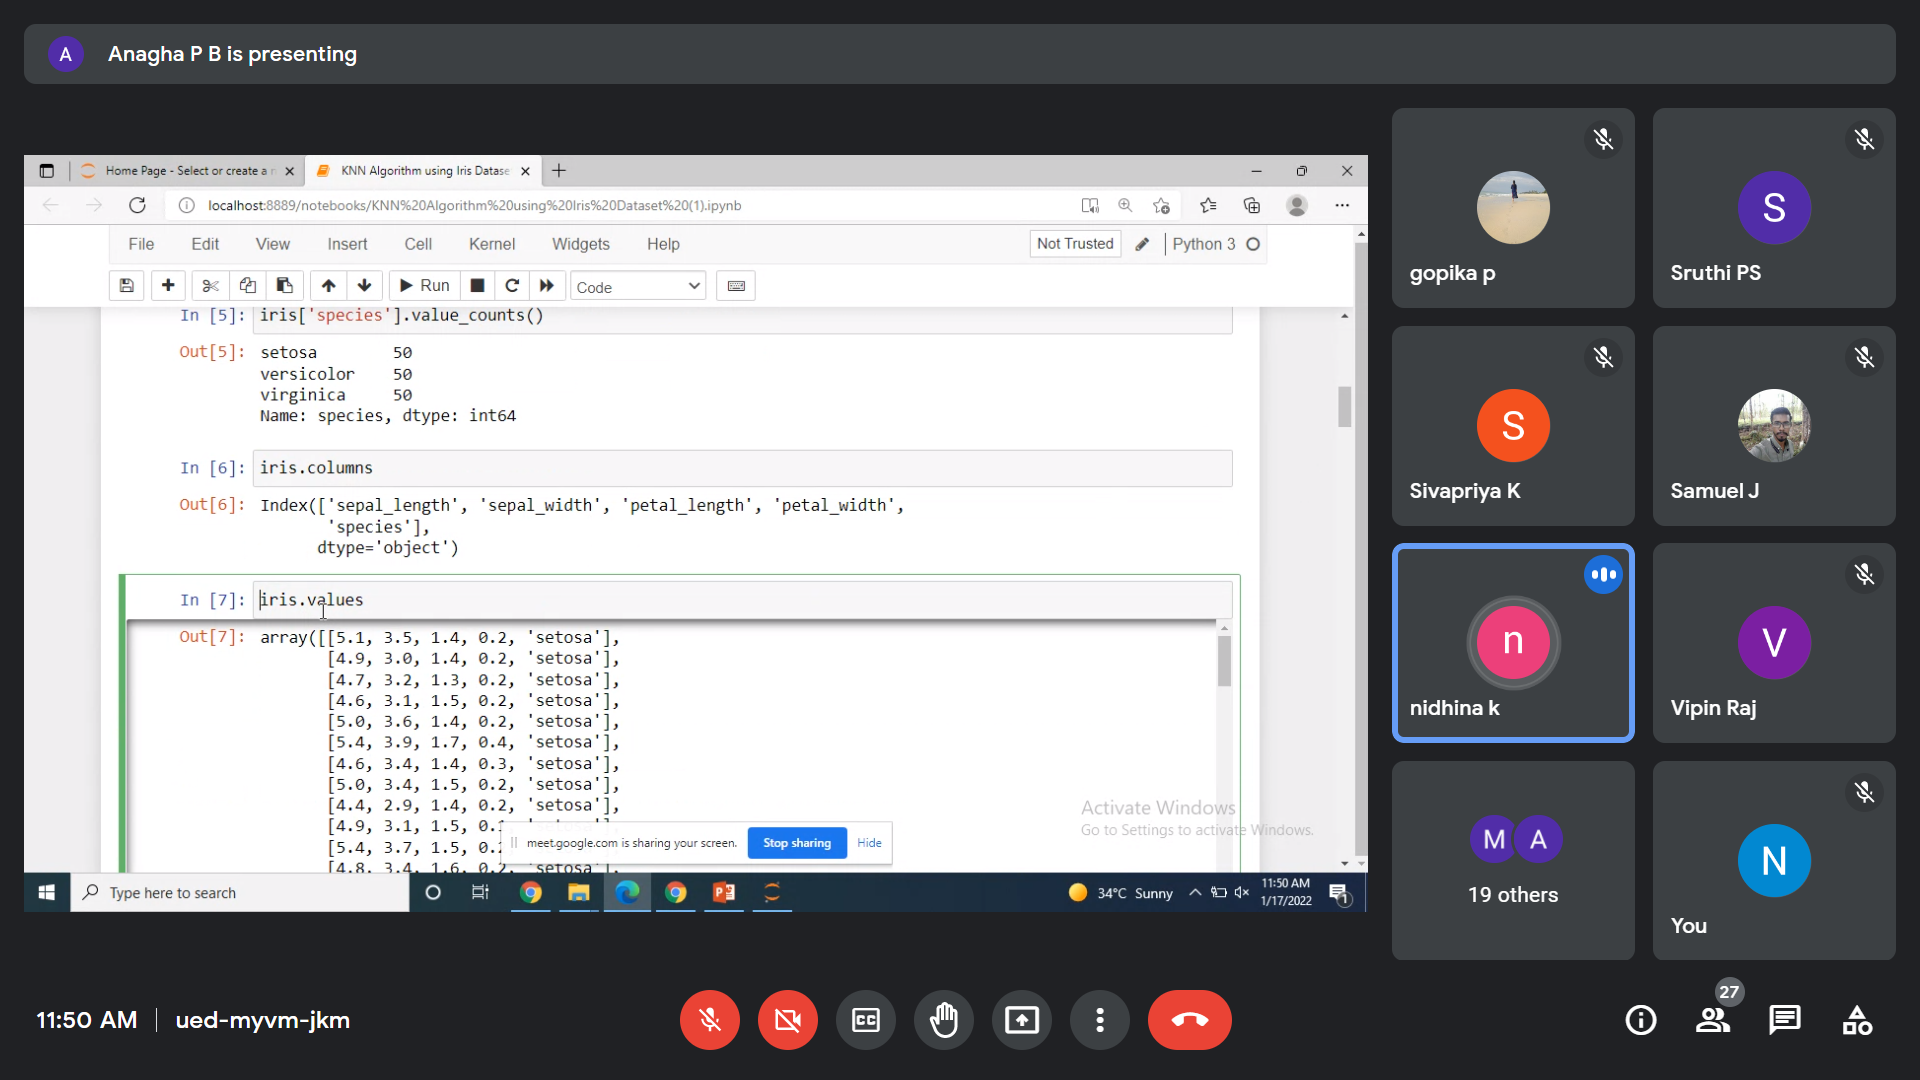 A Anagha P B is presenting
Home Page - Select or create a n
KNN Algorithm using Iris Datase
localhost:8889/notebooks/KNN%20Algorithm%20using%20Iris%20Dataset%20(1).ipynb
File Edit View Insert Cell Kernel Widgets Help Not Trusted Python 3
Run Code
In [5]: iris['species'].value_counts()
Out[5]: setosa 50
versicolor 50
virginica 50
Name: species, dtype: int64
In [6]: iris.columns
Out[6]: Index(['sepal_length', 'sepal_width', 'petal_length', 'petal_width',
'species'],
dtype='object')
In [7]: iris.values
Out[7]: array([[5.1, 3.5, 1.4, 0.2, 'setosa'],
[4.9, 3.0, 1.4, 0.2, 'setosa'],
[4.7, 3.2, 1.3, 0.2, 'setosa'],
[4.6, 3.1, 1.5, 0.2, 'setosa'],
[5.0, 3.6, 1.4, 0.2, 'setosa'],
[5.4, 3.9, 1.7, 0.4, 'setosa'],
[4.6, 3.4, 1.4, 0.3, 'setosa'],
[5.0, 3.4, 1.5, 0.2, 'setosa'],
[4.4, 2.9, 1.4, 0.2, 'setosa'],
[4.9, 3.1, 1.5, 0.1
[5.4, 3.7, 1.5, 0.2
[4.8, 3.4, 1.6, 0.2, 'setosa'],
meet.google.com is sharing your screen. Stop sharing Hide
Activate Windows
Go to Settings to activate Windows.
Type here to search
34°C Sunny
11:50 AM
1/17/2022
1
gopika p
S
Sruthi PS
S
Sivapriya K
Samuel J
n
nidhina k
V
Vipin Raj
M A
19 others
N
You
11:50 AM | ued-myvm-jkm
CC
27